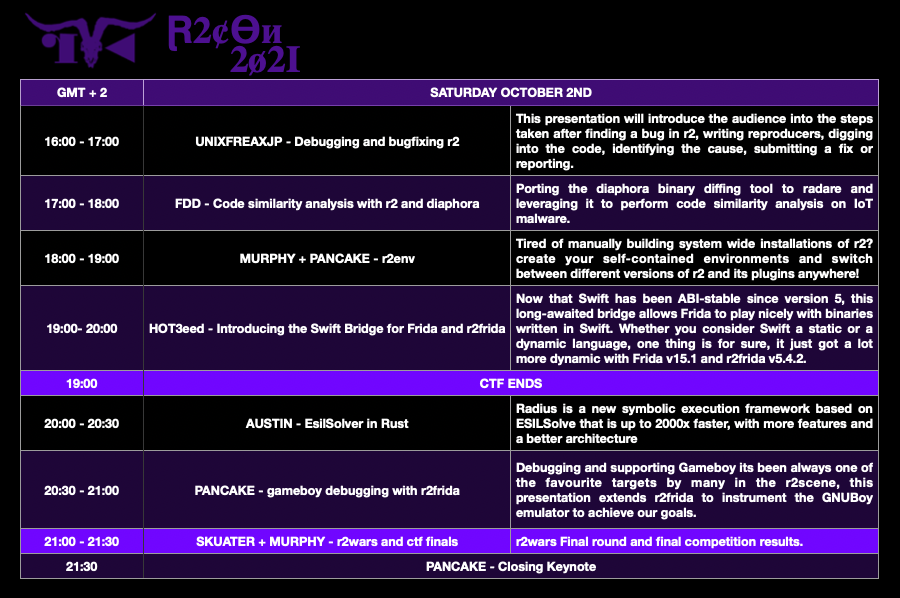 R2¢Θи
2ø2I
GMT + 2
SATURDAY OCTOBER 2ND
16:00 - 17:00
UNIXFREAXJP - Debugging and bugfixing r2
This presentation will introduce the audience into the steps
taken after finding a bug in r2, writing reproducers, digging
into the code, identifying the cause, submitting a fix or
reporting.
17:00 - 18:00
FDD - Code similarity analysis with r2 and diaphora
Porting the diaphora binary diffing tool to radare and
leveraging it to perform code similarity analysis on IoT
malware.
18:00 - 19:00
MURPHY + PANCAKE - r2env
Tired of manually building system wide installations of r2?
create your self-contained environments and switch
between different versions of r2 and its plugins anywhere!
19:00- 20:00
HOT3eed - Introducing the Swift Bridge for Frida and r2frida
Now that Swift has been ABI-stable since version 5, this
long-awaited bridge allows Frida to play nicely with binaries
written in Swift. Whether you consider Swift a static or a
dynamic language, one thing is for sure, it just got a lot
more dynamic with Frida v15.1 and r2frida v5.4.2.
19:00
CTF ENDS
20:00 - 20:30
AUSTIN - EsilSolver in Rust
Radius is a new symbolic execution framework based on
ESILSolve that is up to 2000x faster, with more features and
a better architecture
20:30 - 21:00
PANCAKE - gameboy debugging with r2frida
Debugging and supporting Gameboy its been always one of
the favourite targets by many in the r2scene, this
presentation extends r2frida to instrument the GNUBoy
emulator to achieve our goals.
21:00 - 21:30
SKUATER + MURPHY - r2wars and ctf finals
r2wars Final round and final competition results.
21:30
PANCAKE - Closing Keynote